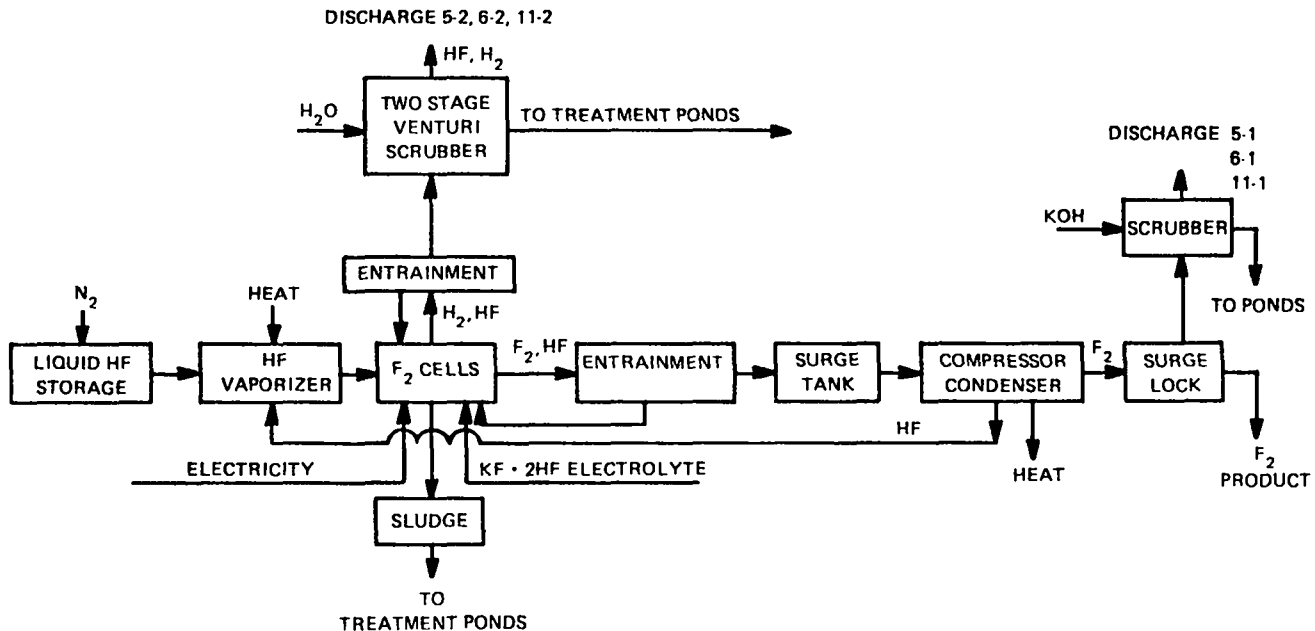 DISCHARGE 5-2, 6-2, 11-2
HF, H₂
H₂O
TWO STAGE
VENTURI
SCRUBBER
TO TREATMENT PONDS
DISCHARGE 5-1
6-1
11-1
KOH
SCRUBBER
TO PONDS
ENTRAINMENT
H₂, HF
N₂
HEAT
LIQUID HF
STORAGE
HF
VAPORIZER
F₂ CELLS
F₂, HF
ENTRAINMENT
SURGE
TANK
COMPRESSOR
CONDENSER
F₂
SURGE
LOCK
HF
HEAT
F₂
PRODUCT
ELECTRICITY
KF · 2HF ELECTROLYTE
SLUDGE
TO
TREATMENT PONDS